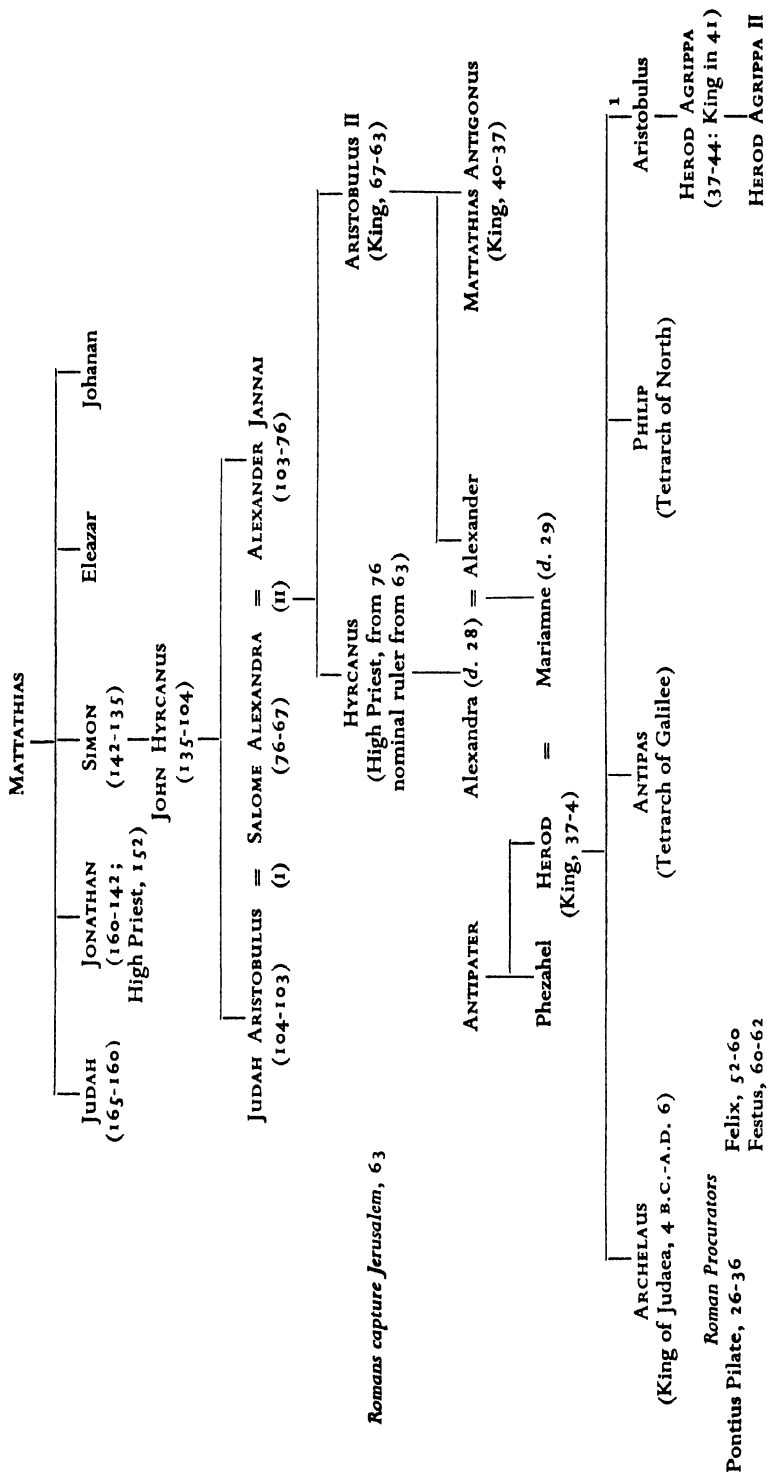 MATTATHIAS
JUDAH JONATHAN SIMON Eleazar Johanan
(165-160) (160-142; (142-135)
High Priest, 152)
JOHN HYRCANUS
(135-104)
JUDAH ARISTOBULUS = SALOME ALEXANDRA = ALEXANDER JANNAI
(104-103) (I) (76-67) (II) (103-76)
HYRCANUS ARISTOBULUS II
Romans capture Jerusalem, 63 (High Priest, from 76 (King, 67-63)
nominal ruler from 63)
ANTIPATER Alexandra (d. 28) = Alexander MATTATHIAS ANTIGONUS
(King, 40-37)
Phezahel HEROD = Mariamne (d. 29)
(King, 37-4)
1
ARCHELAUS ANTIPAS PHILIP Aristobulus
(King of Judaea, 4 B.C.-A.D. 6) (Tetrarch of Galilee) (Tetrarch of North)
HEROD AGRIPPA
Roman Procurators (37-44: King in 41)
Pontius Pilate, 26-36 Felix, 52-60
Festus, 60-62 HEROD AGRIPPA II